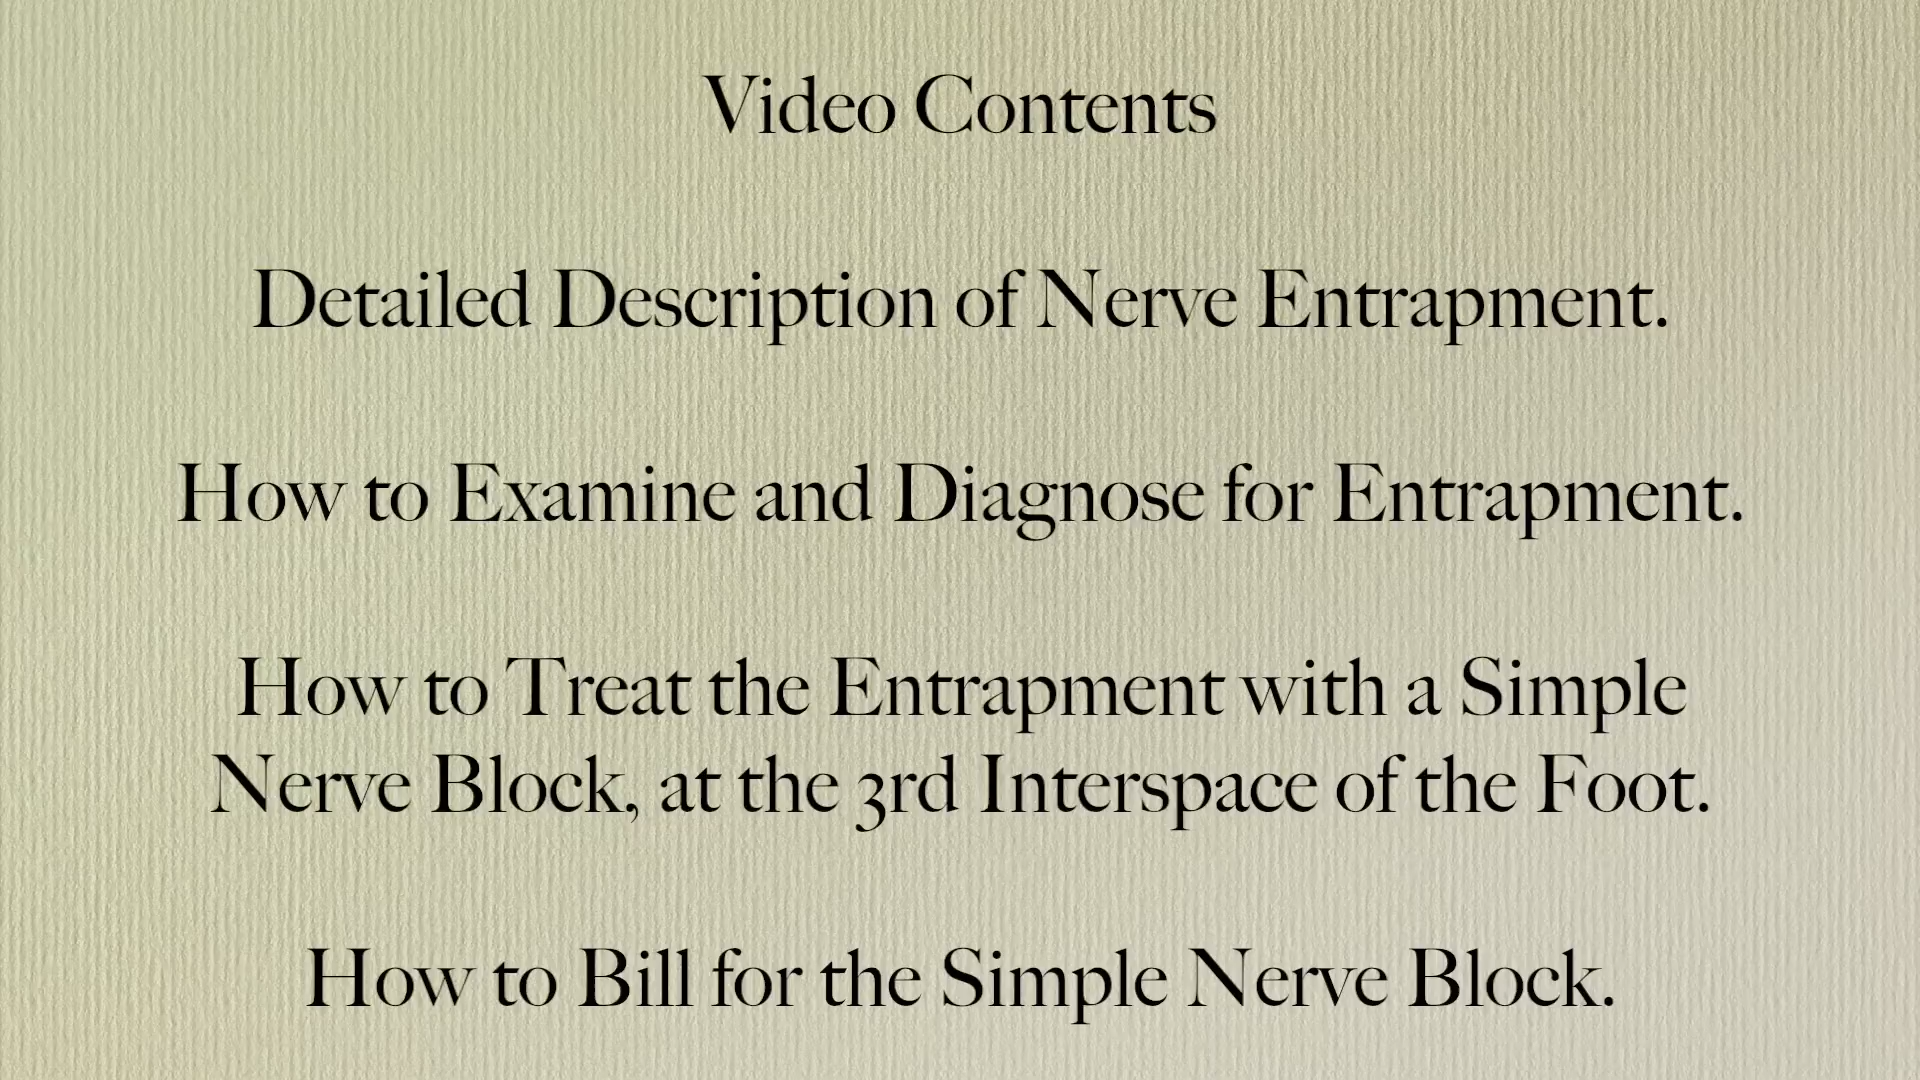 Video Contents
Detailed Description of Nerve Entrapment.
How to Examine and Diagnose for Entrapment.
How to Treat the Entrapment with a Simple
Nerve Block, at the 3rd Interspace of the Foot.
How to Bill for the Simple Nerve Block.